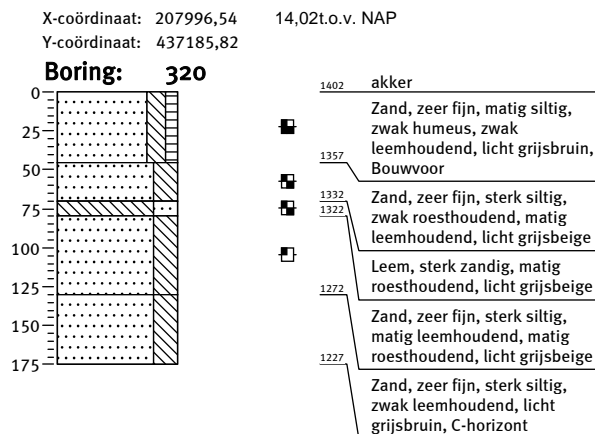 X-coördinaat: 207996,54 14,02t.o.v. NAP
Y-coördinaat: 437185,82
Boring: 320
0
25
50
75
100
125
150
175
1402 akker
Zand, zeer fijn, matig siltig,
zwak humeus, zwak
leemhoudend, licht grijsbruin,
Bouwvoor
1357
Zand, zeer fijn, sterk siltig,
zwak roesthoudend, matig
leemhoudend, licht grijsbeige
1332
1322
Leem, sterk zandig, matig
roesthoudend, licht grijsbeige
1272
Zand, zeer fijn, sterk siltig,
matig leemhoudend, matig
roesthoudend, licht grijsbeige
1227
Zand, zeer fijn, sterk siltig,
zwak leemhoudend, licht
grijsbruin, C-horizont